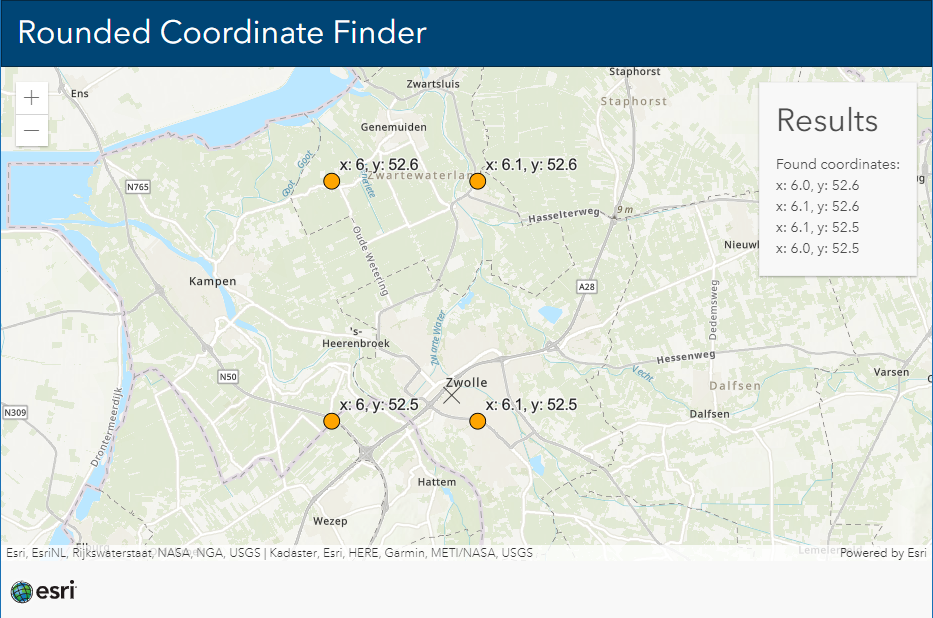 Rounded Coordinate Finder
Staphorst
Zwartsluis
Ens
Staphorst
Genemuiden
Results
Goot Goot
x: 6, y: 52.6
x: 6.1, y: 52.6
Found coordinates:
Zwartewaterland
x: 6.0, y: 52.6
N765
x: 6.1, y: 52.6
Hasselterweg
9 m
x: 6.1, y: 52.5
Oude Wetering
Nieuwl
x: 6.0, y: 52.5
Kampen
A28
Dedemsweg
's-
Heerenbroek
Hessenweg
Vecht
Varsen
N50
Zwolle
Dalfsen
x: 6, y: 52.5
x: 6.1, y: 52.5
N309
Dalfsen
Drontermeerdijk
Hattem
Wezep
Esri, EsriNL, Rijkswaterstaat, NASA, NGA, USGS | Kadaster, Esri, HERE, Garmin, METI/NASA, USGS
Powered by Esri
esri